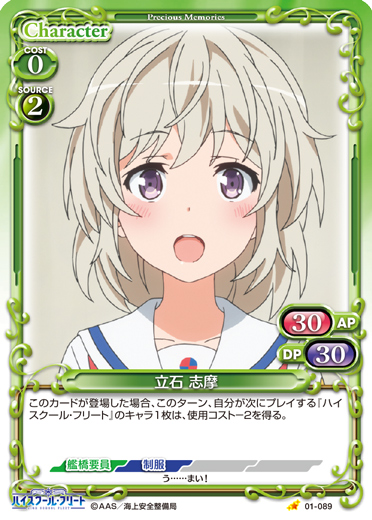 Precious Memories
Character
COST
0
SOURCE
2
30 AP
DP 30
立石 志摩
このカードが登場した場合、このターン、自分が次にプレイする『ハイ
スクール・フリート』のキャラ1枚は、使用コスト−2を得る。
艦橋要員 制服
う……まい!
ハイスクール・フリート
©AAS/海上安全整備局
01-089